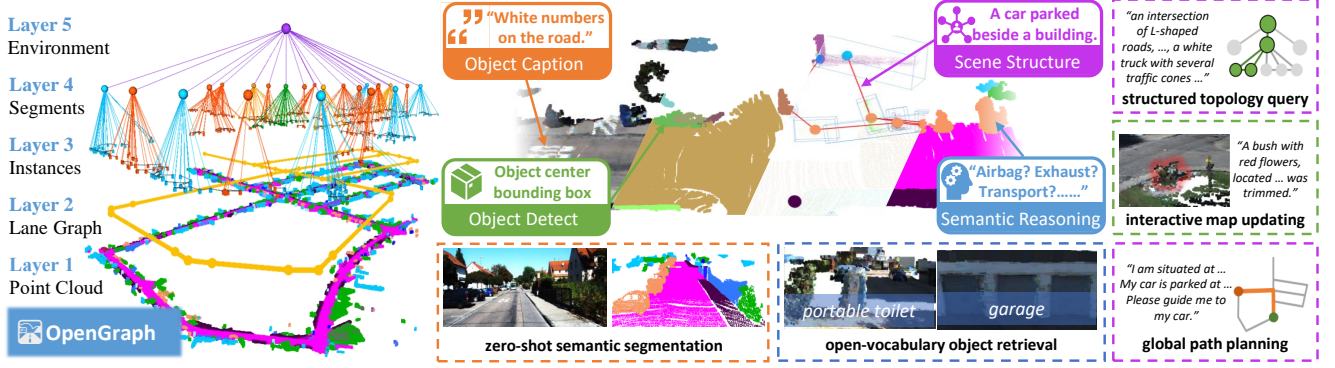 Layer 5
Environment
Layer 4
Segments
Layer 3
Instances
Layer 2
Lane Graph
Layer 1
Point Cloud
OpenGraph
“White numbers
on the road.”
Object Caption
Object center
bounding box
Object Detect
A car parked
beside a building.
Scene Structure
“Airbag? Exhaust?
Transport?......”
Semantic Reasoning
zero-shot semantic segmentation
portable toilet
garage
open-vocabulary object retrieval
“an intersection
of L-shaped
roads, ..., a white
truck with several
traffic cones ...”
structured topology query
“A bush with
red flowers,
located ... was
trimmed.”
interactive map updating
“I am situated at ...
My car is parked at ...
Please guide me to
my car.”
global path planning